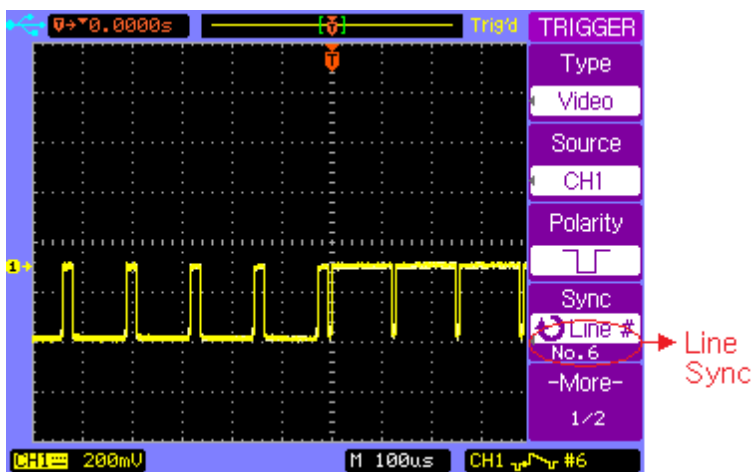 0.0000s
T
Trig'd
TRIGGER
T
Type
Video
Source
CH1
Polarity
1
Sync
Line #
No.6
Line
Sync
-More-
1/2
CH1 200mV
M 100us
CH1 #6